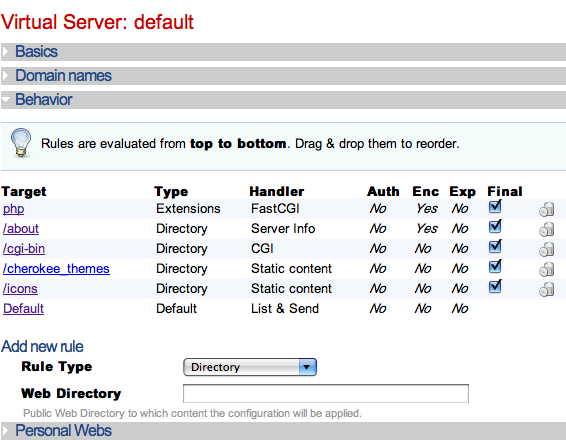 Virtual Server: default
Basics
Domain names
Behavior
Rules are evaluated from top to bottom. Drag & drop them to reorder.
Target Type Handler Auth Enc Exp Final
php Extensions FastCGI No Yes No
/about Directory Server Info No Yes No
/cgi-bin Directory CGI No No No
/cherokee_themes Directory Static content No No No
/icons Directory Static content No No No
Default Default List & Send No No No
Add new rule
Rule Type Directory
Web Directory
Public Web Directory to which content the configuration will be applied.
Personal Webs